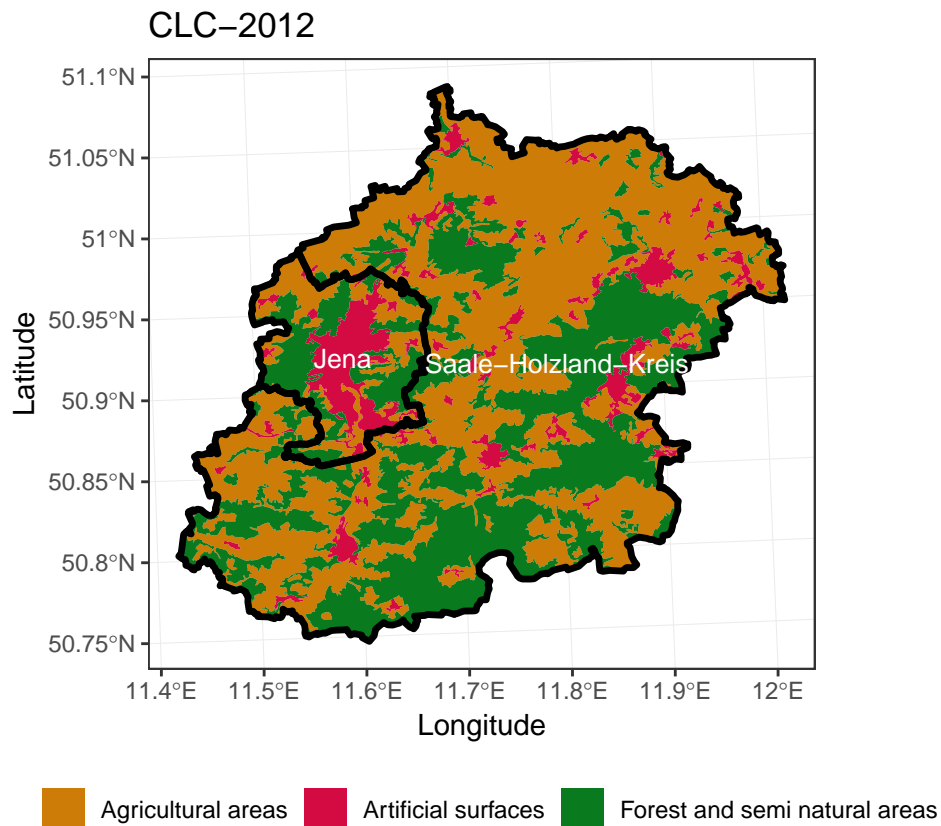 CLC−2012
51.1°N
51.05°N
51°N
50.95°N
50.9°N
50.85°N
50.8°N
50.75°N
Latitude
Jena
Saale−Holzland−Kreis
11.4°E 11.5°E 11.6°E 11.7°E 11.8°E 11.9°E 12°E
Longitude
Agricultural areas Artificial surfaces Forest and semi natural areas